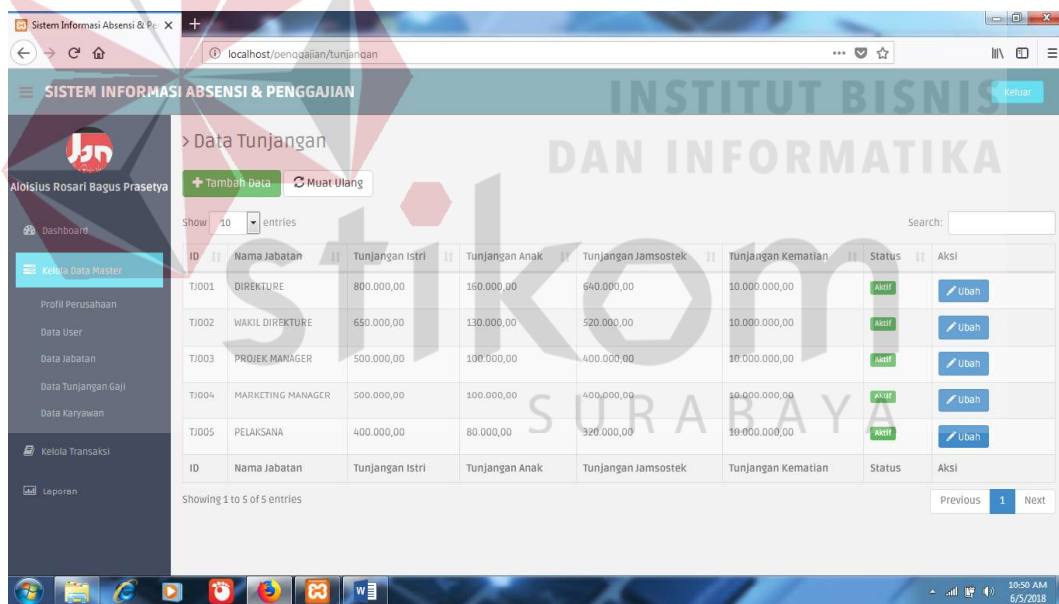 Sistem Informasi Absensi & Pe
localhost/penggajian/tunjangan
SISTEM INFORMASI ABSENSI & PENGGAJIAN
Keluar
INSTITUT BISNIS
DAN INFORMATIKA
stikom
SURABAYA
Jan
Aloisius Rosari Bagus Prasetya
Dashboard
Kelola Data Master
Profil Perusahaan
Data User
Data Jabatan
Data Tunjangan Gaji
Data Karyawan
Kelola Transaksi
Laporan
> Data Tunjangan
Tambah Data Muat Ulang
Show 10 entries Search:
ID Nama Jabatan Tunjangan Istri Tunjangan Anak Tunjangan Jamsostek Tunjangan Kematian Status Aksi
TJ001 DIREKTURE 800.000,00 160.000,00 640.000,00 10.000.000,00 Aktif Ubah
TJ002 WAKIL DIREKTURE 650.000,00 130.000,00 520.000,00 10.000.000,00 Aktif Ubah
TJ003 PROJEK MANAGER 500.000,00 100.000,00 400.000,00 10.000.000,00 Aktif Ubah
TJ004 MARKETING MANAGER 500.000,00 100.000,00 400.000,00 10.000.000,00 Aktif Ubah
TJ005 PELAKSANA 400.000,00 80.000,00 320.000,00 10.000.000,00 Aktif Ubah
ID Nama Jabatan Tunjangan Istri Tunjangan Anak Tunjangan Jamsostek Tunjangan Kematian Status Aksi
Showing 1 to 5 of 5 entries
Previous 1 Next
10:50 AM
6/5/2018